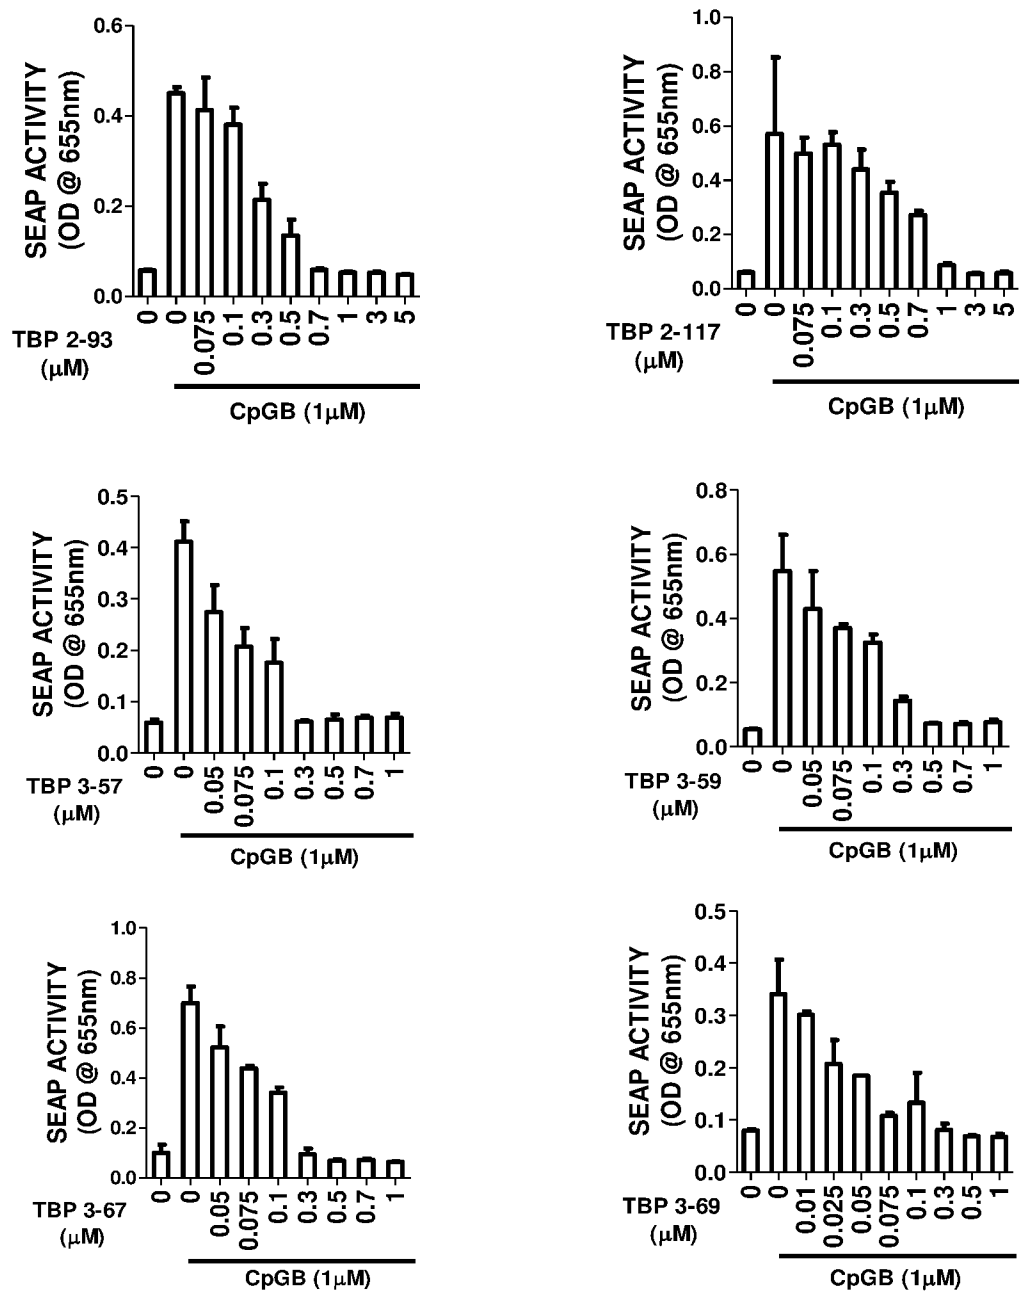 SEAP ACTIVITY
(OD @ 655nm)
0.6
0.4
0.2
0.0
0 0 0.075 0.1 0.3 0.5 0.7 1 3 5
TBP 2-93
(μM)
CpGB (1μM)
SEAP ACTIVITY
(OD @ 655nm)
1.0
0.8
0.6
0.4
0.2
0.0
0 0 0.075 0.1 0.3 0.5 0.7 1 3 5
TBP 2-117
(μM)
CpGB (1μM)
SEAP ACTIVITY
(OD @ 655nm)
0.5
0.4
0.3
0.2
0.1
0.0
0 0 0.05 0.075 0.1 0.3 0.5 0.7 1
TBP 3-57
(μM)
CpGB (1μM)
SEAP ACTIVITY
(OD @ 655nm)
0.8
0.6
0.4
0.2
0.0
0 0 0.05 0.075 0.1 0.3 0.5 0.7 1
TBP 3-59
(μM)
CpGB (1μM)
SEAP ACTIVITY
(OD @ 655nm)
1.0
0.8
0.6
0.4
0.2
0.0
0 0 0.05 0.075 0.1 0.3 0.5 0.7 1
TBP 3-67
(μM)
CpGB (1μM)
SEAP ACTIVITY
(OD @ 655nm)
0.5
0.4
0.3
0.2
0.1
0.0
0 0 0.01 0.025 0.05 0.075 0.1 0.3 0.5 1
TBP 3-69
(μM)
CpGB (1μM)